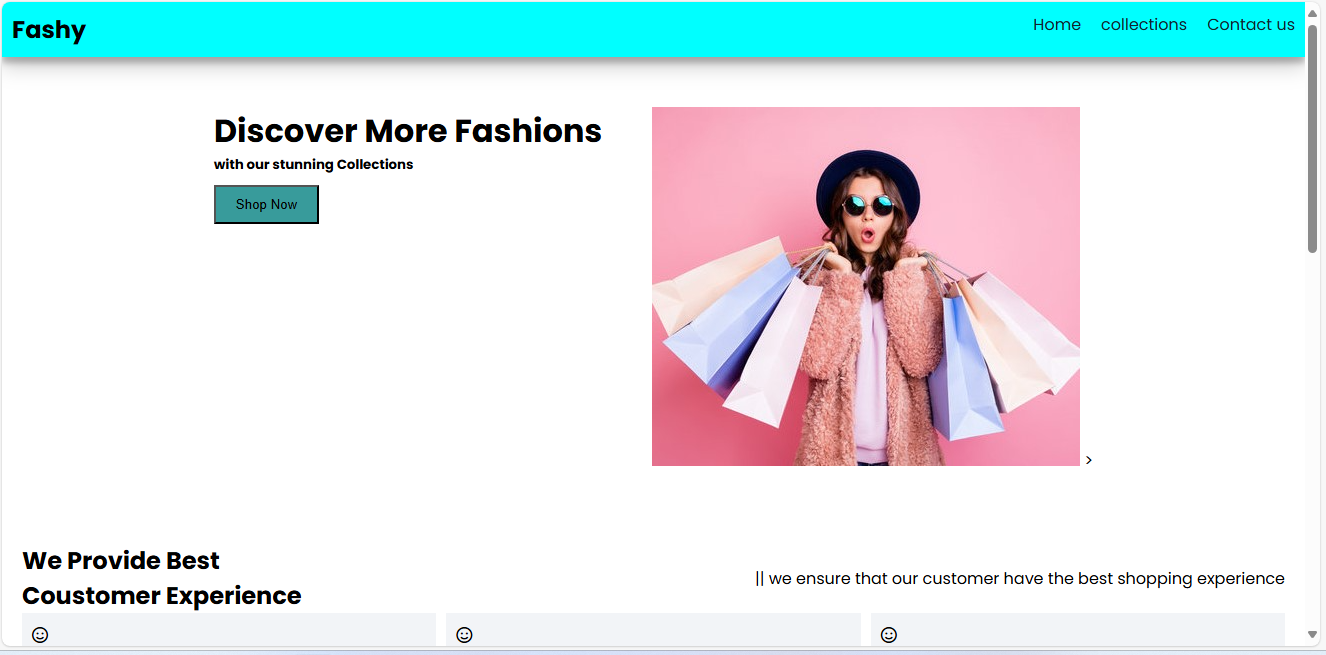 Fashy
Home collections Contact us
Discover More Fashions
with our stunning Collections
Shop Now
>
We Provide Best
Coustomer Experience
|| we ensure that our customer have the best shopping experience